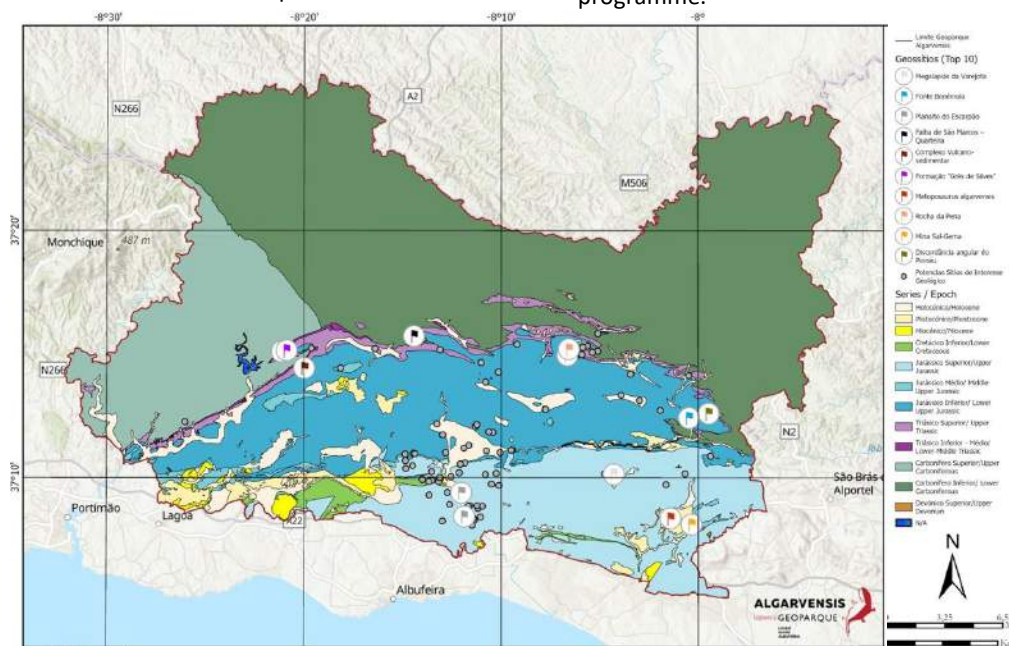 programme.
-8°30'
-8°20'
-8°10'
-8°
37°20'
37°10'
N266
A2
M506
Monchique
487 m
N266
N2
São Brás de
Alportel
Portimão
Lagoa
A22
Albufeira
ALGARVENSIS
GEOPARQUE
Limite Geoparque
Algarvensis
Geossítios (Top 10)
Megalapiás da Varejota
Fonte Benémola
Planalto do Escarpão
Falha de São Marcos –
Quarteira
Complexo Vulcano-
sedimentar
Formação "Grés de Silves"
Metoposaurus algarvensis
Rocha da Pena
Mina Sal-Gema
Discordância angular do
Pirinéu
Potenciais Sítios de Interesse
Geológico
Series / Epoch
Holocénico/Holocene
Plistocénico/Pleistocene
Miocénico/Miocene
Cretácico Inferior/Lower
Cretaceous
Jurássico Superior/Upper
Jurassic
Jurássico Médio/ Middle
Upper Jurassic
Jurássico Inferior/ Lower
Upper Jurassic
Triásico Superior/ Upper
Triassic
Triásico Inferior - Médio/
Lower-Middle Triassic
Carbonífero Superior/Upper
Carboniferous
Carbonífero Inferior/ Lower
Carboniferous
Devónico Superior/Upper
Devonian
N/A
N
3,25
6,5